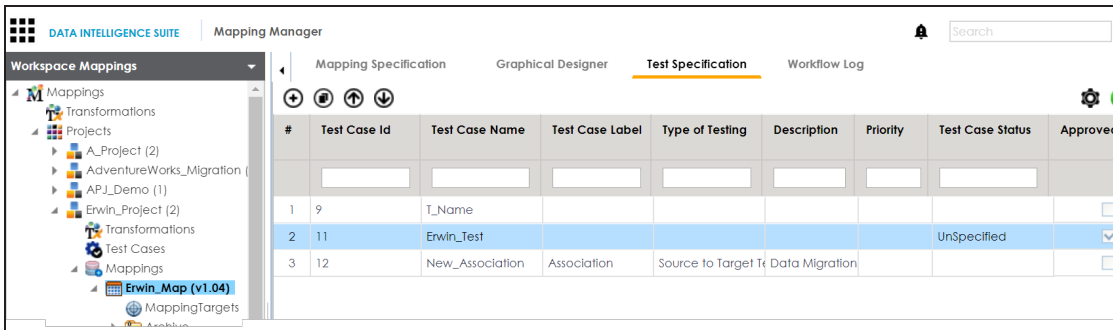 DATA INTELLIGENCE SUITE Mapping Manager Search
Workspace Mappings
Mapping Specification Graphical Designer Test Specification Workflow Log
Mappings
Transformations
Projects
A_Project (2)
AdventureWorks_Migration (
APJ_Demo (1)
Erwin_Project (2)
Transformations
Test Cases
Mappings
Erwin_Map (v1.04)
MappingTargets
Archive
# Test Case Id Test Case Name Test Case Label Type of Testing Description Priority Test Case Status Approved
1 9 T_Name
2 11 Erwin_Test UnSpecified
3 12 New_Association Association Source to Target Te Data Migration